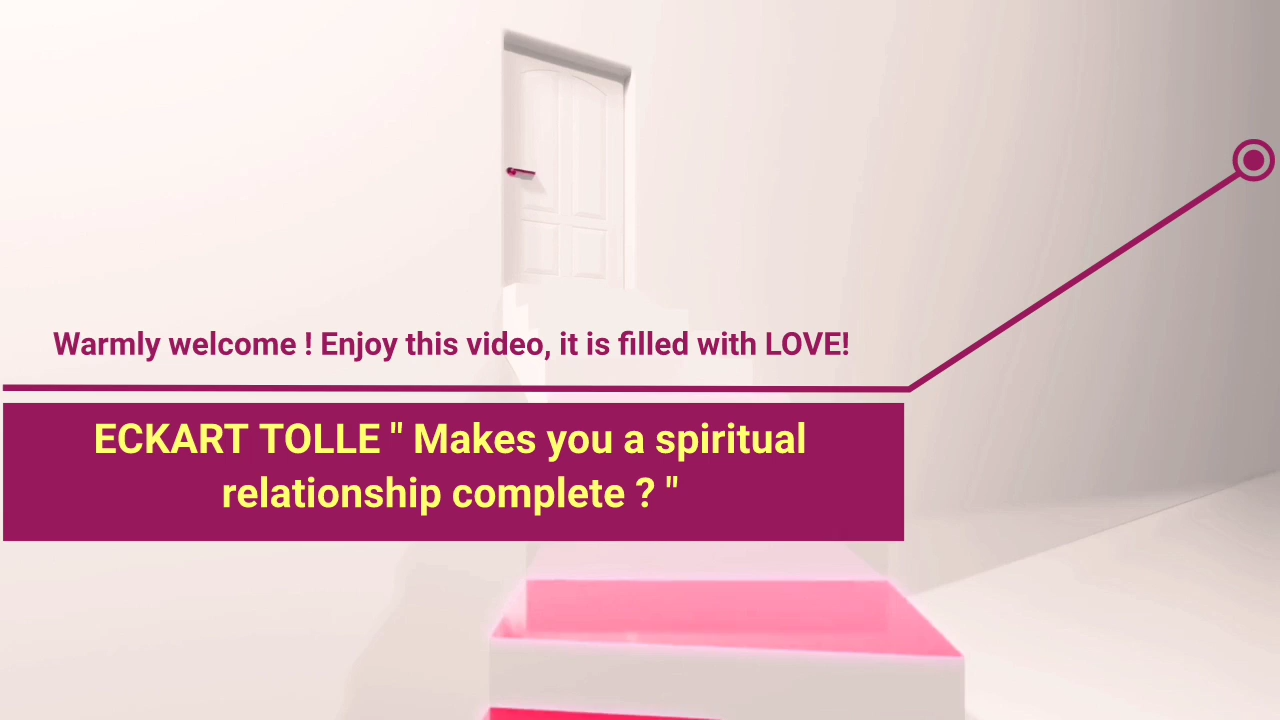 Warmly welcome ! Enjoy this video, it is filled with LOVE!
ECKART TOLLE " Makes you a spiritual
relationship complete ? "